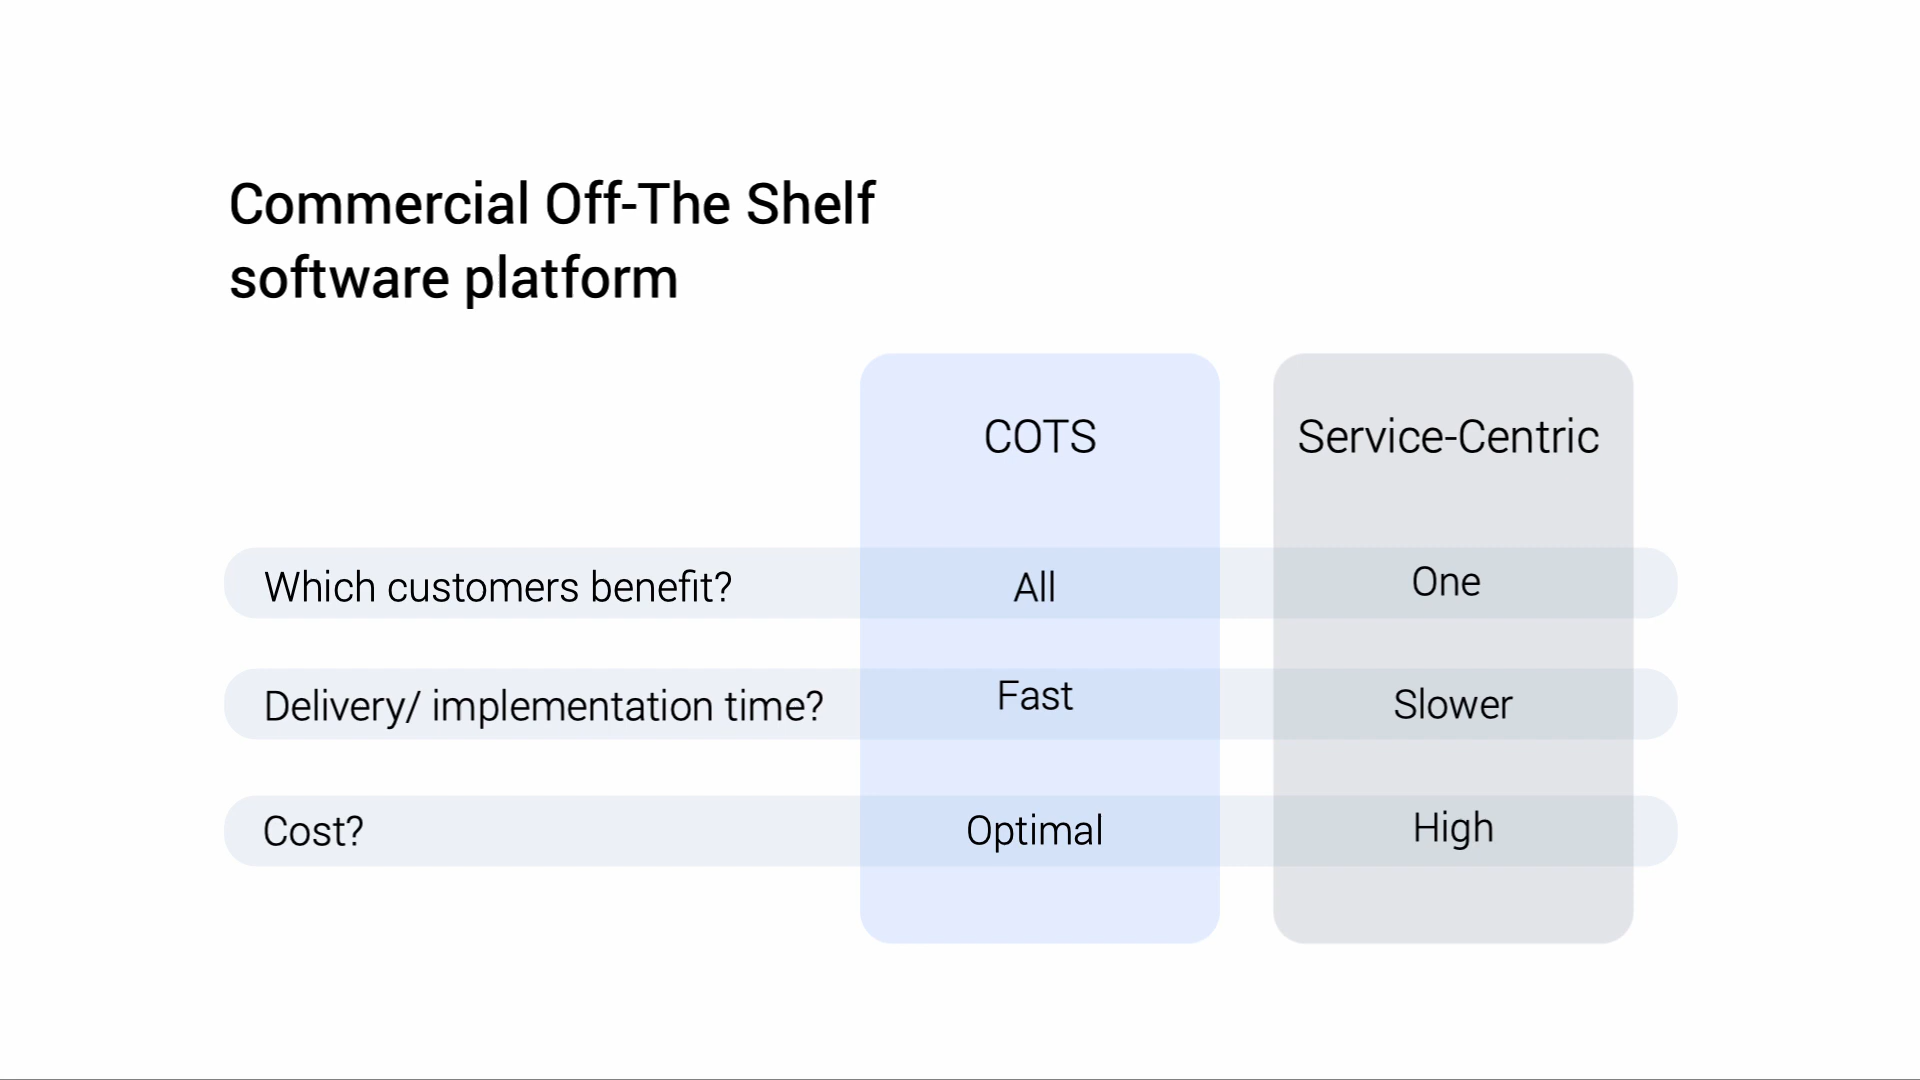 Commercial Off-The Shelf
software platform
COTS Service-Centric
Which customers benefit? All One
Delivery/ implementation time? Fast Slower
Cost? Optimal High